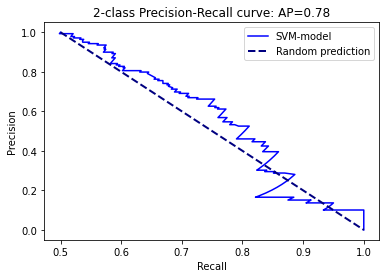 2-class Precision-Recall curve: AP=0.78
SVM-model
Random prediction
Precision
1.0
0.8
0.6
0.4
0.2
0.0
0.5
0.6
0.7
0.8
0.9
1.0
Recall